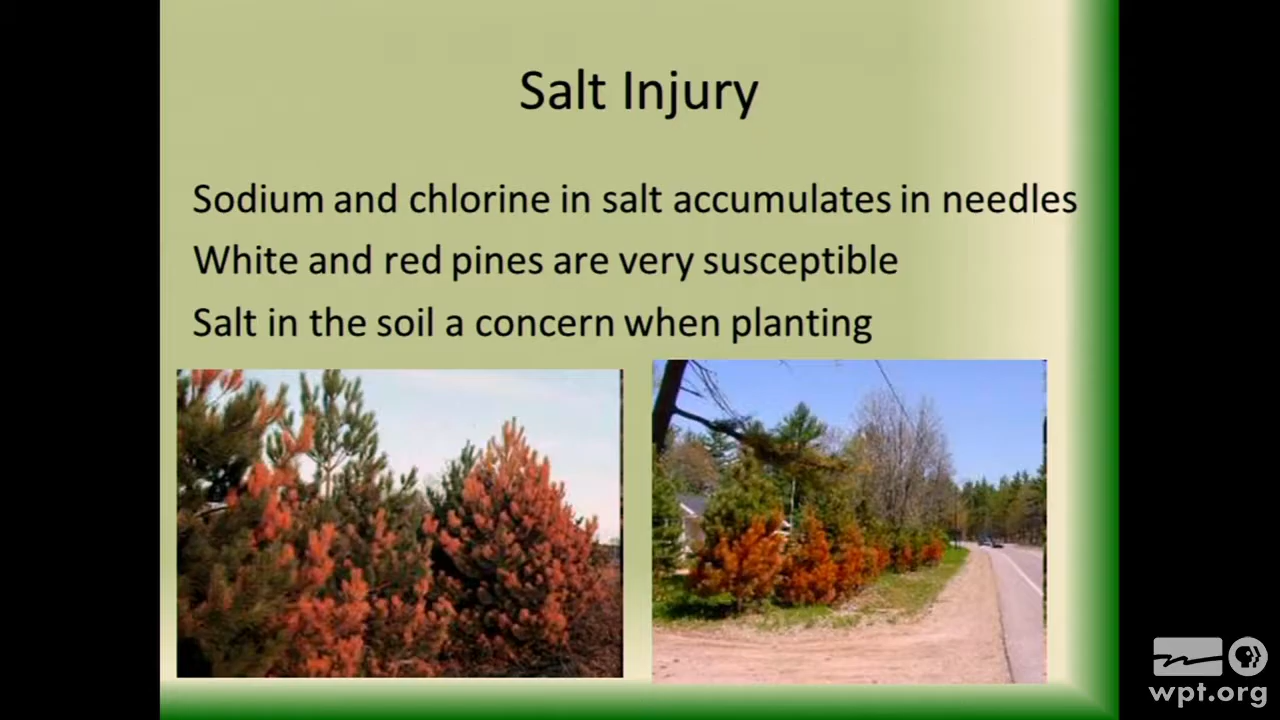 Salt Injury
Sodium and chlorine in salt accumulates in needles
White and red pines are very susceptible
Salt in the soil a concern when planting
wpt.org